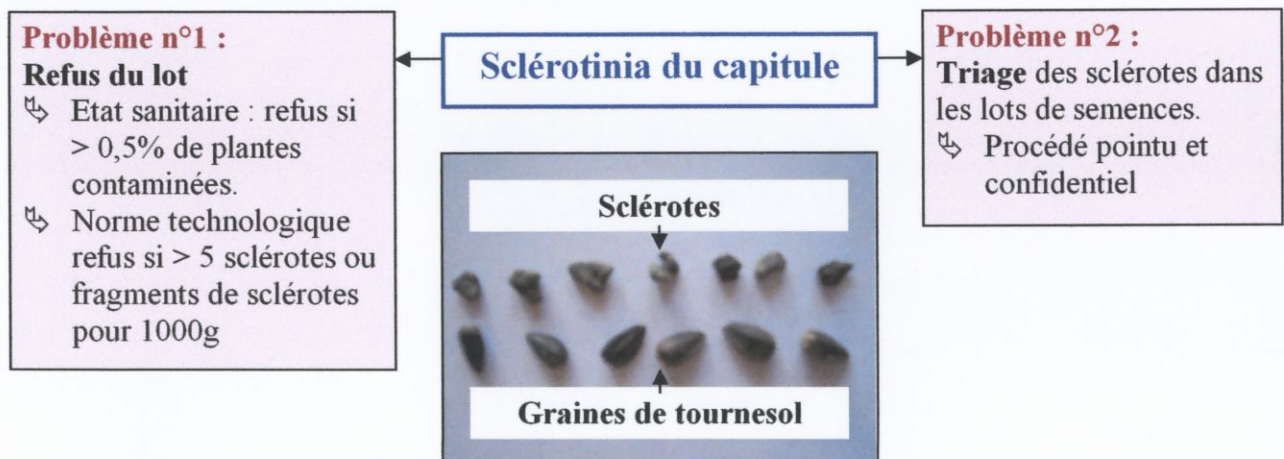 Problème n°1 :
Refus du lot
Etat sanitaire : refus si
> 0,5% de plantes
contaminées.
Norme technologique
refus si > 5 sclérotes ou
fragments de sclérotes
pour 1000g
Sclérotinia du capitule
Problème n°2 :
Triage des sclérotes dans
les lots de semences.
Procédé pointu et
confidentiel
Sclérotes
Graines de tournesol